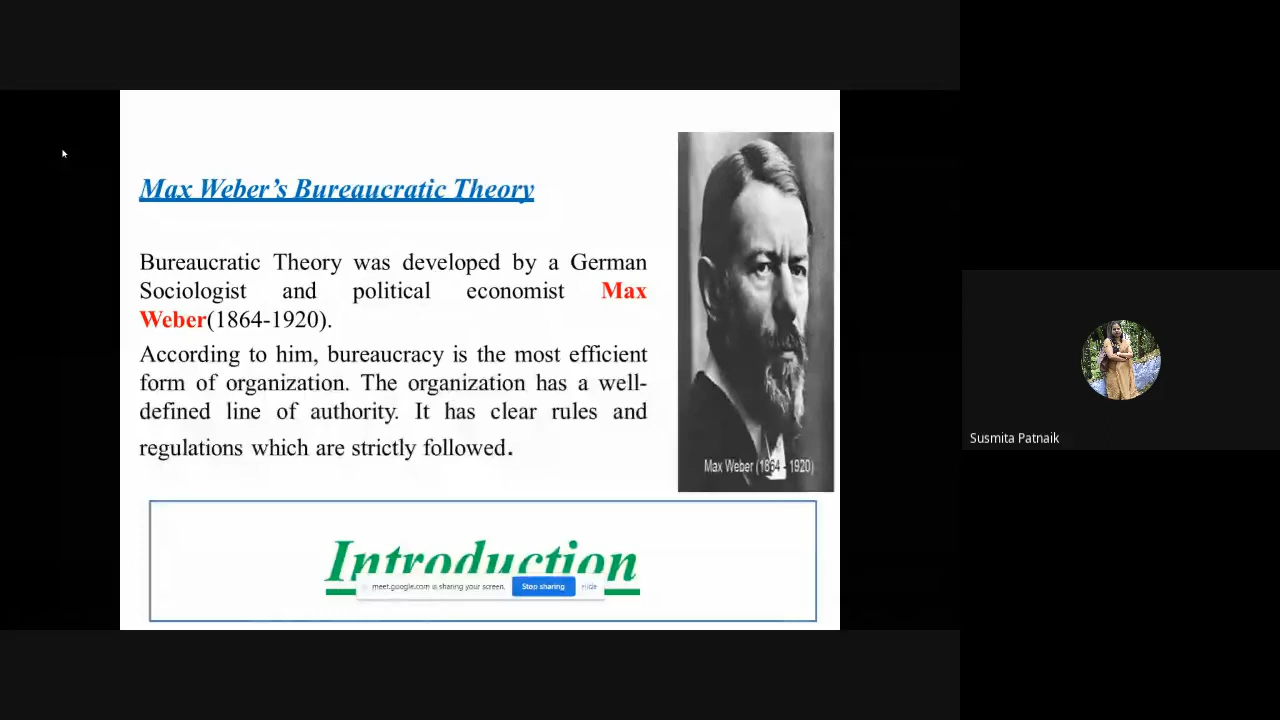 Max Weber's Bureaucratic Theory
Bureaucratic Theory was developed by a German
Sociologist and political economist Max
Weber(1864-1920).
According to him, bureaucracy is the most efficient
form of organization. The organization has a well-
defined line of authority. It has clear rules and
regulations which are strictly followed.
Max Weber (1864 - 1920)
Introduction
meet.google.com is sharing your screen. Stop sharing Hide
Susmita Patnaik